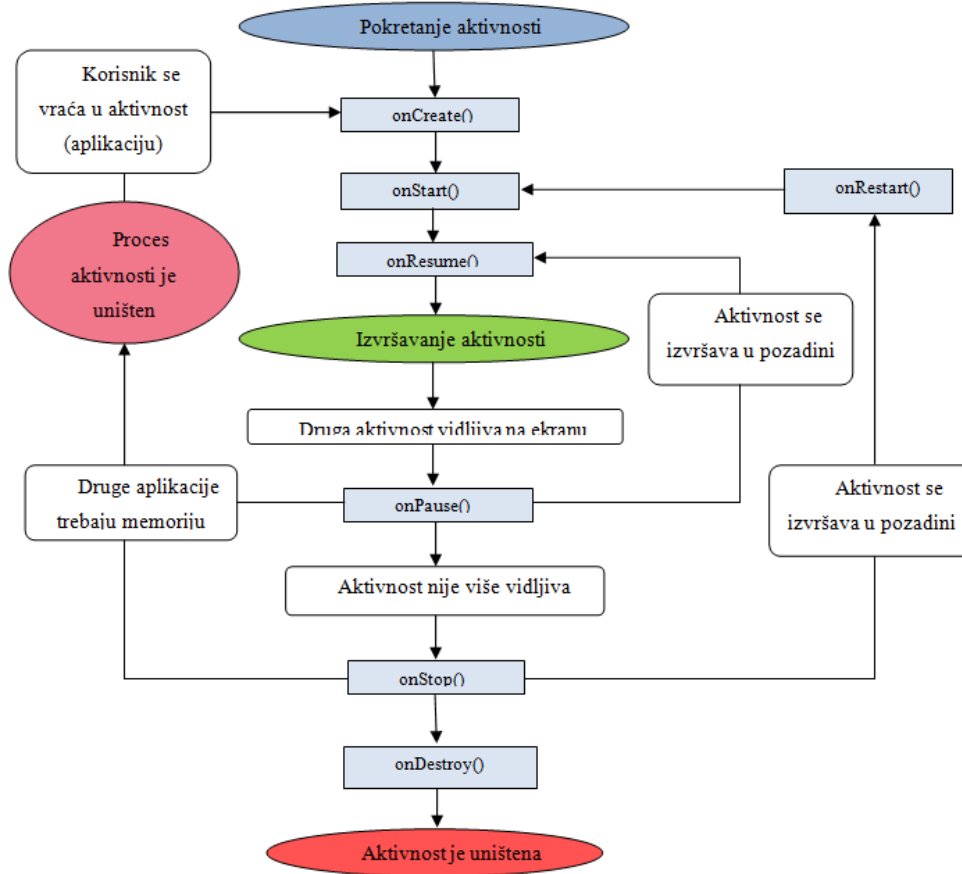 Pokretanje aktivnosti
Korisnik se
vraća u aktivnost
(aplikaciju)
onCreate()
onStart()
onRestart()
Proces
aktivnosti je
uništen
onResume()
Izvršavanje aktivnosti
Aktivnost se
izvršava u pozadini
Druga aktivnost vidljiva na ekranu
Druge aplikacije
trebaju memoriju
onPause()
Aktivnost se
izvršava u pozadini
Aktivnost nije više vidljiva
onStop()
onDestroy()
Aktivnost je uništena